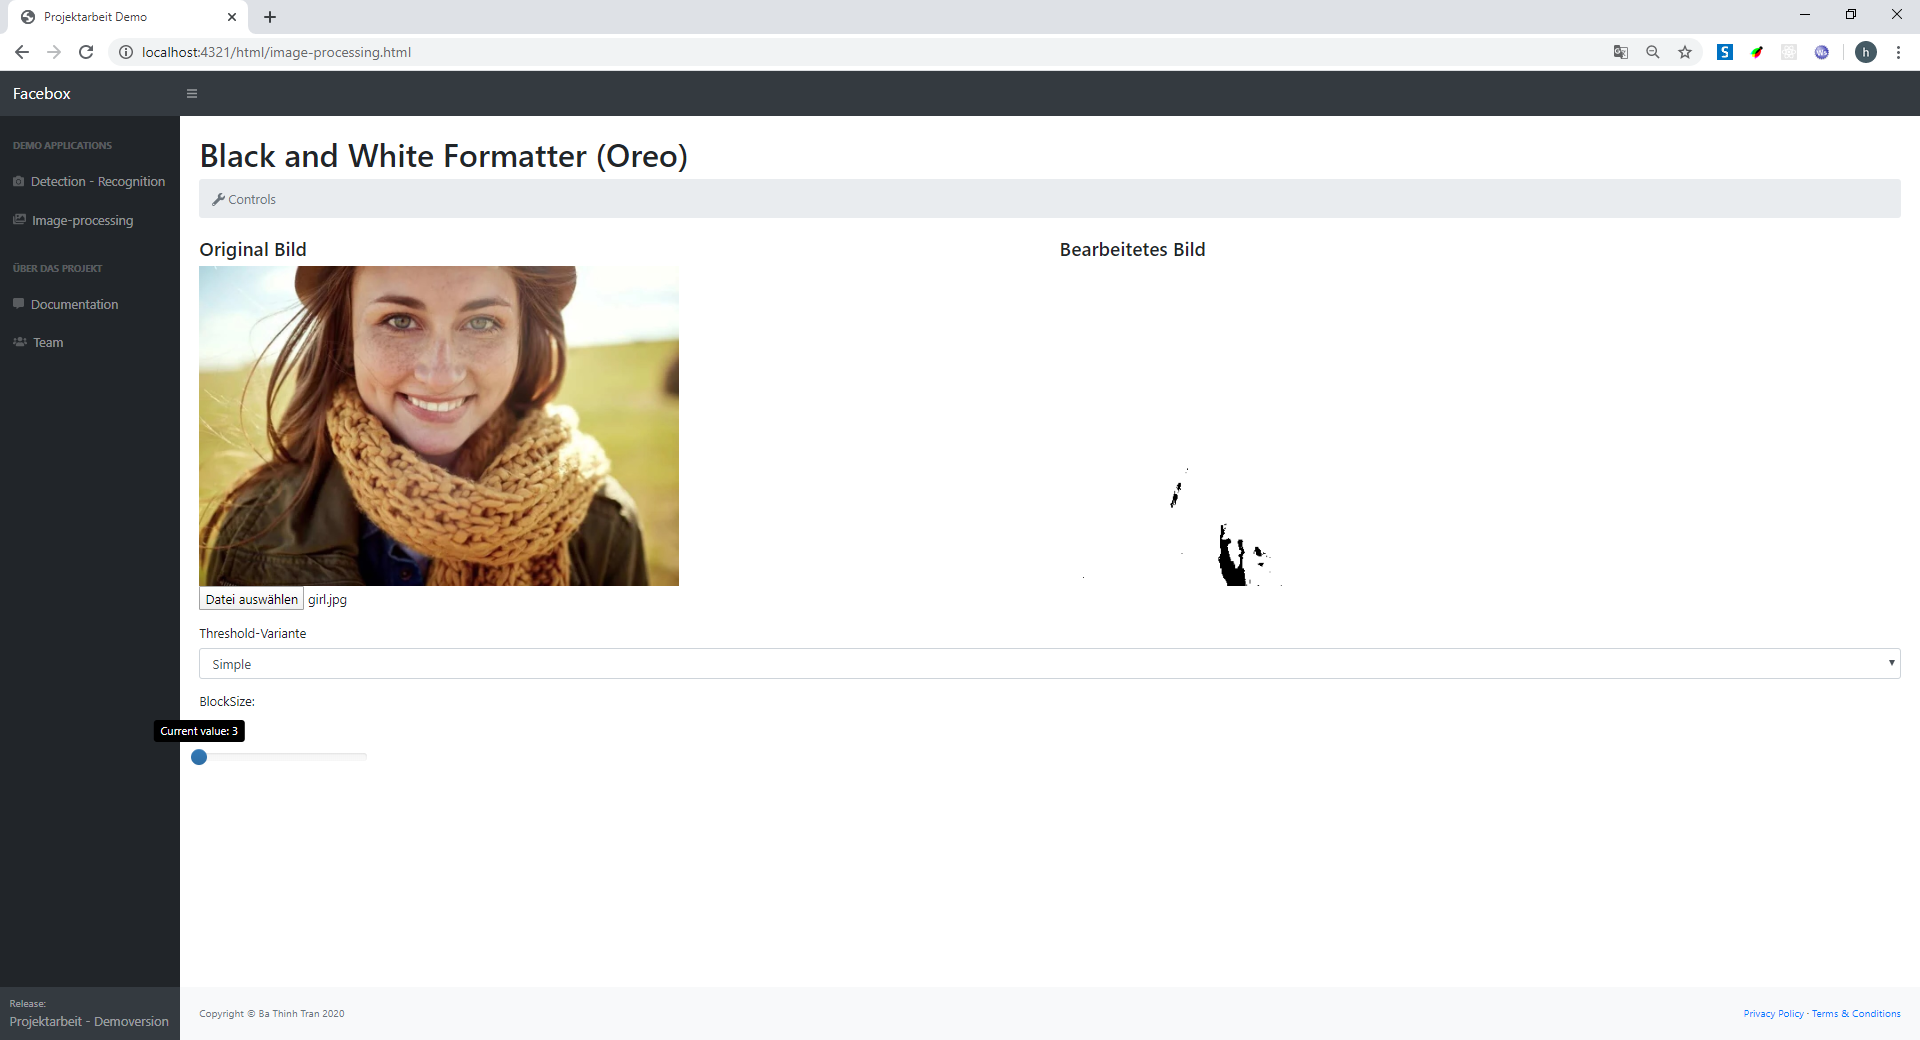 Projektarbeit Demo
localhost:4321/html/image-processing.html
S
Ws
h
Facebox
DEMO APPLICATIONS
Detection - Recognition
Image-processing
ÜBER DAS PROJEKT
Documentation
Team
Black and White Formatter (Oreo)
Controls
Original Bild
Bearbeitetes Bild
Datei auswählen girl.jpg
Threshold-Variante
Simple
BlockSize:
Current value: 3
Release:
Projektarbeit - Demoversion
Copyright © Ba Thinh Tran 2020
Privacy Policy · Terms & Conditions